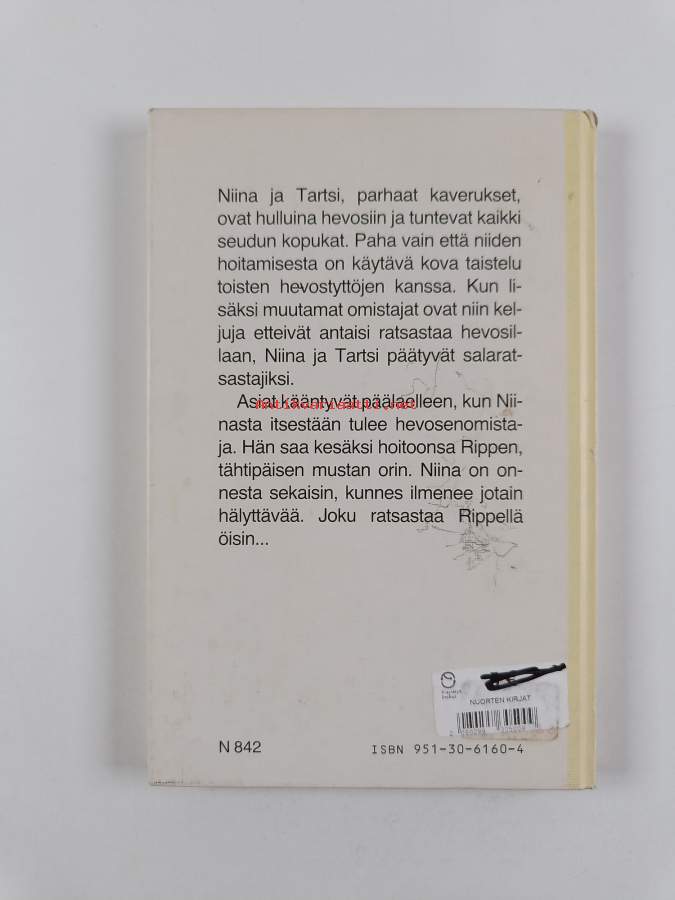 Niina ja Tartsi, parhaat kaverukset,
ovat hulluina hevosiin ja tuntevat kaikki
seudun kopukat. Paha vain että niiden
hoitamisesta on käytävä kova taistelu
toisten hevostyttöjen kanssa. Kun li-
säksi muutamat omistajat ovat niin kel-
juja etteivät antaisi ratsastaa hevosil-
laan, Niina ja Tartsi päätyvät salarat-
sastajiksi.
Asiat kääntyvät päälaelleen, kun Nii-
Antikvariaatti.net
nasta itsestään tulee hevosenomista-
ja. Hän saa kesäksi hoitoonsa Rippen,
tähtipäisen mustan orin. Niina on on-
nesta sekaisin, kunnes ilmenee jotain
hälyttävää. Joku ratsastaa Rippellä
öisin...
NUORTEN KIRJAT
N 842
ISBN 951-30-6160-4